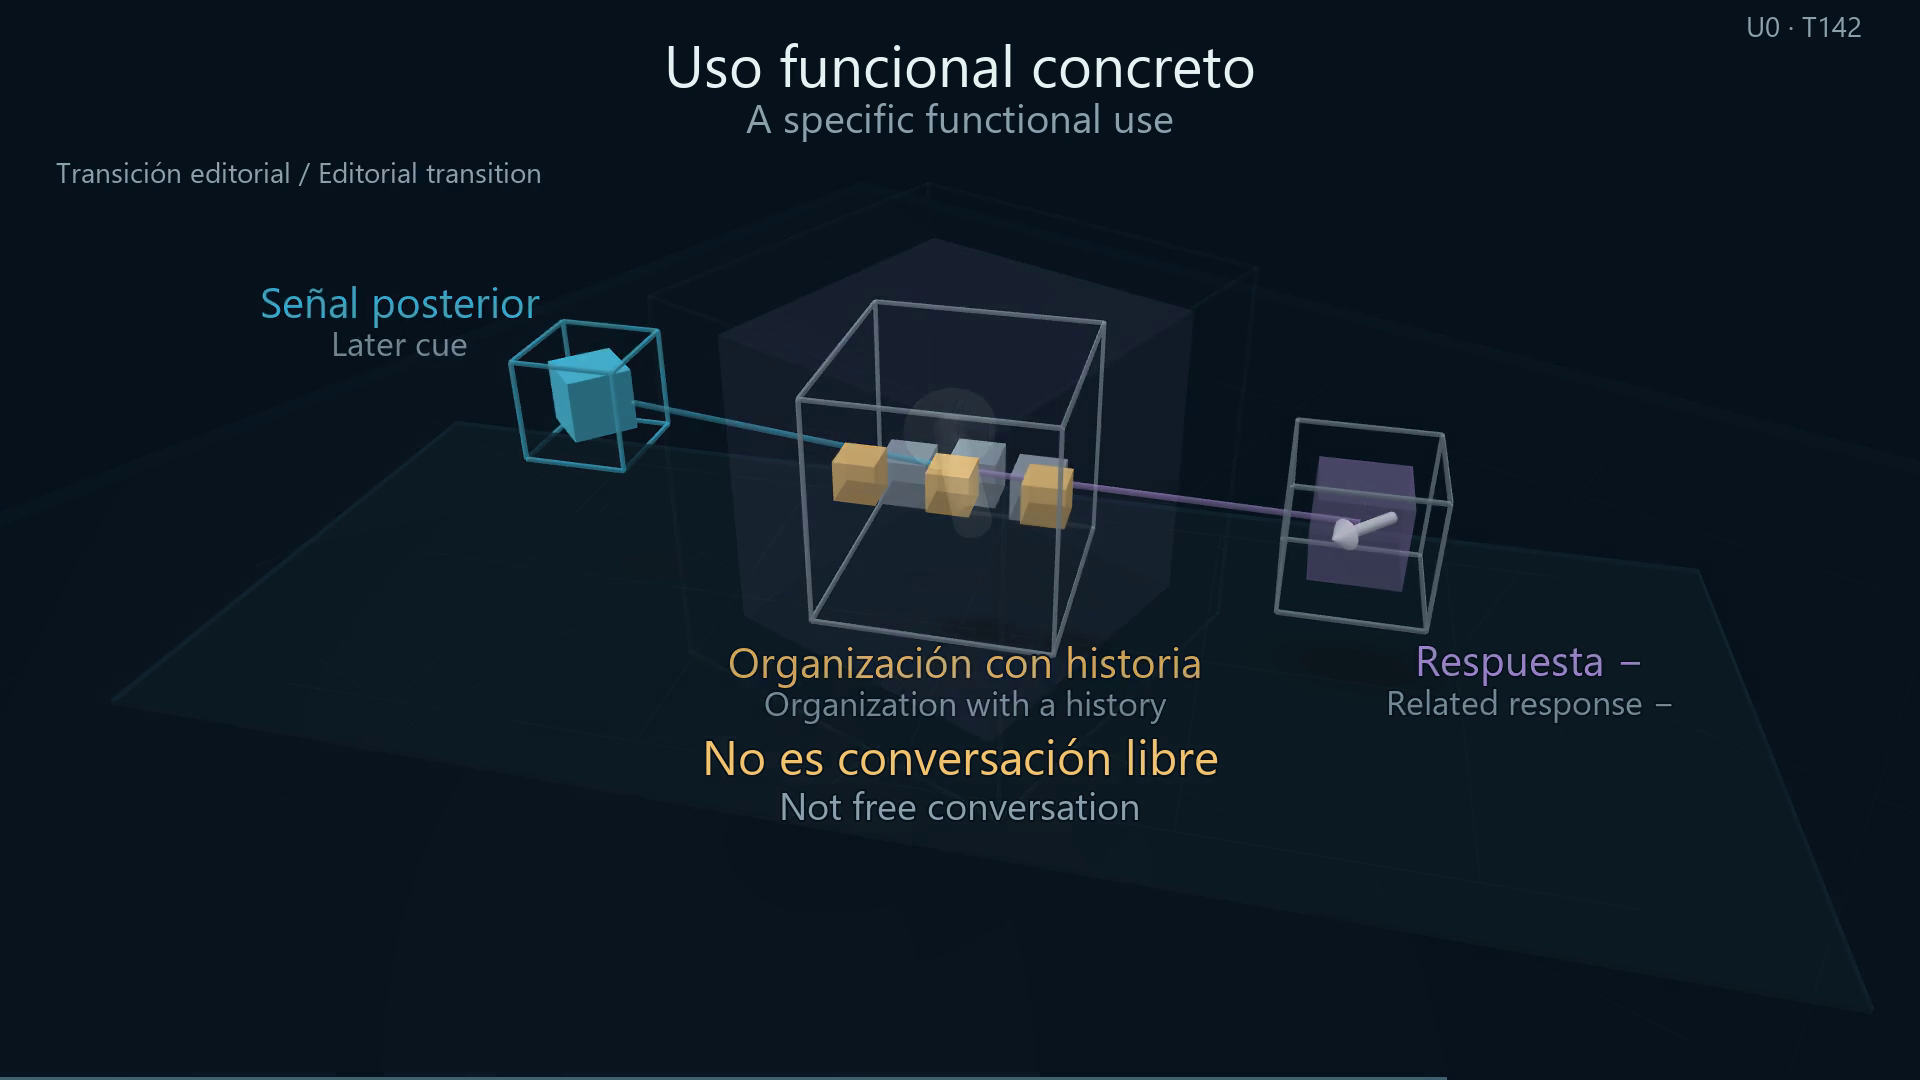 U0 · T142
Uso funcional concreto
A specific functional use
Transición editorial / Editorial transition
Señal posterior
Later cue
Organización con historia
Organization with a history
Respuesta –
Related response –
No es conversación libre
Not free conversation